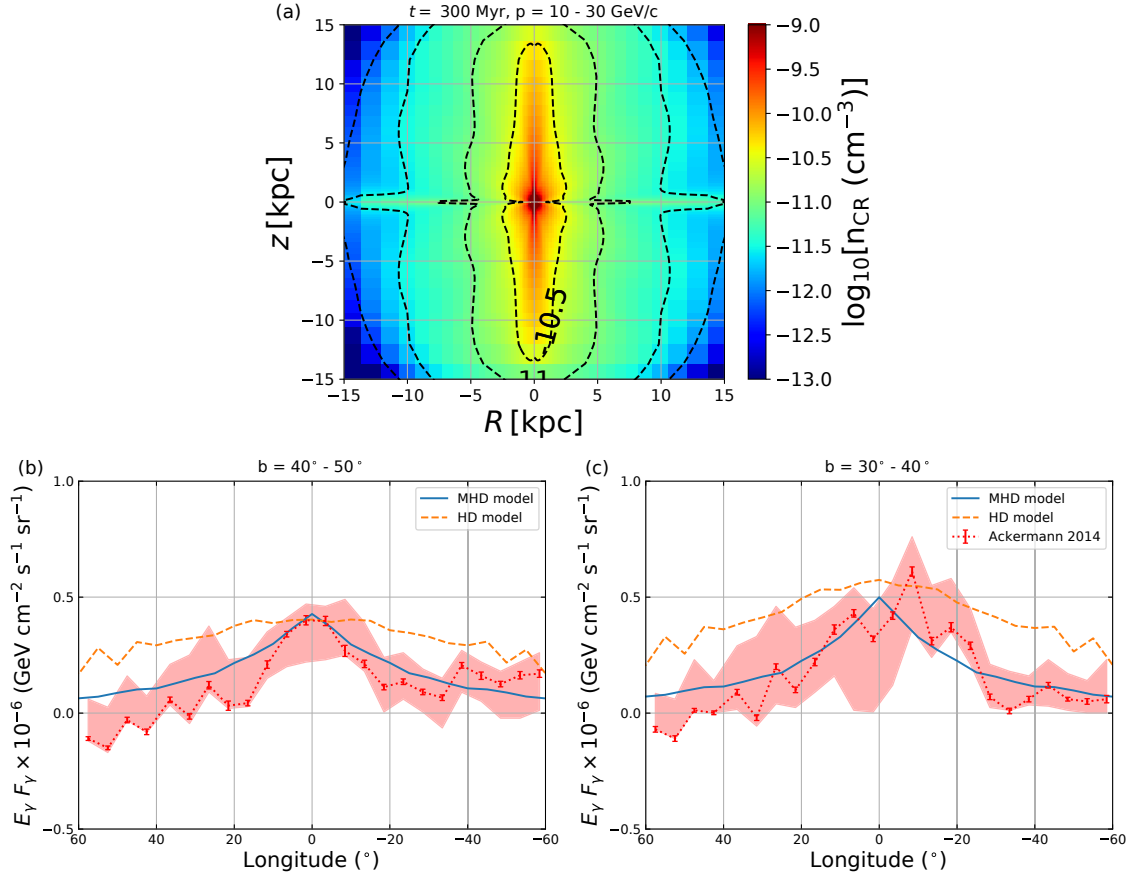 (a)
t = 300 Myr, p = 10 - 30 GeV/c
15
10
5
0
−5
−10
−15
z [kpc]
−15
−10
−5
0
5
10
15
R [kpc]
-10.5
11
−9.0
−9.5
−10.0
−10.5
−11.0
−11.5
−12.0
−12.5
−13.0
log₁₀[n_CR (cm⁻³)]
(b)
b = 40° - 50°
1.0
0.5
0.0
−0.5
E_γ F_γ × 10⁻⁶ (GeV cm⁻² s⁻¹ sr⁻¹)
MHD model
HD model
60
40
20
0
−20
−40
−60
Longitude (°)
(c)
b = 30° - 40°
1.0
0.5
0.0
−0.5
E_γ F_γ × 10⁻⁶ (GeV cm⁻² s⁻¹ sr⁻¹)
MHD model
HD model
Ackermann 2014
60
40
20
0
−20
−40
−60
Longitude (°)